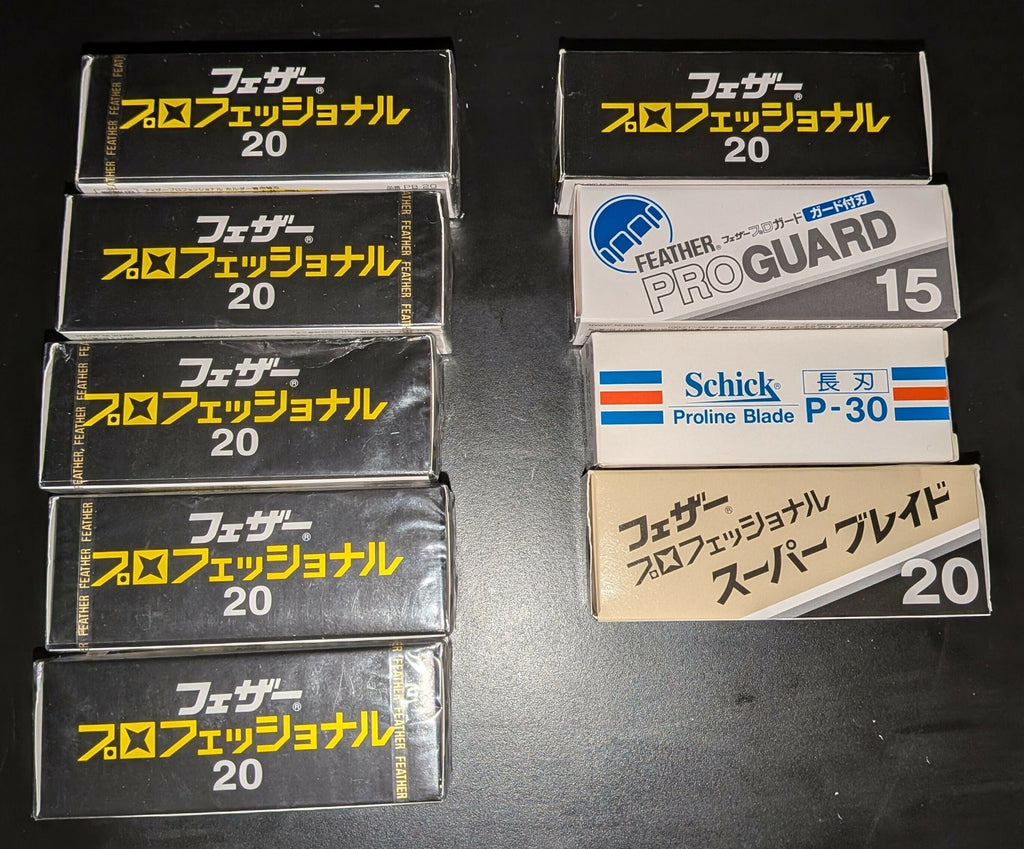 フェザー®
プロフェッショナル
20
FEATHER FEATHER FEAT
PB-20
フェザー®
プロフェッショナル
20
FEATHER FEATHER
フェザー®
プロフェッショナル
20
FEATHER, FEATHER
フェザー®
プロフェッショナル
20
FEATHER FEATHER
フェザー®
プロフェッショナル
20
FEATHER FEATHER
フェザー®
プロフェッショナル
20
FEATHER® フェザープロガード ガード付刃
PROGUARD
15
Schick® 長刃
Proline Blade P-30
フェザー®
プロフェッショナル
スーパー ブレイド
20